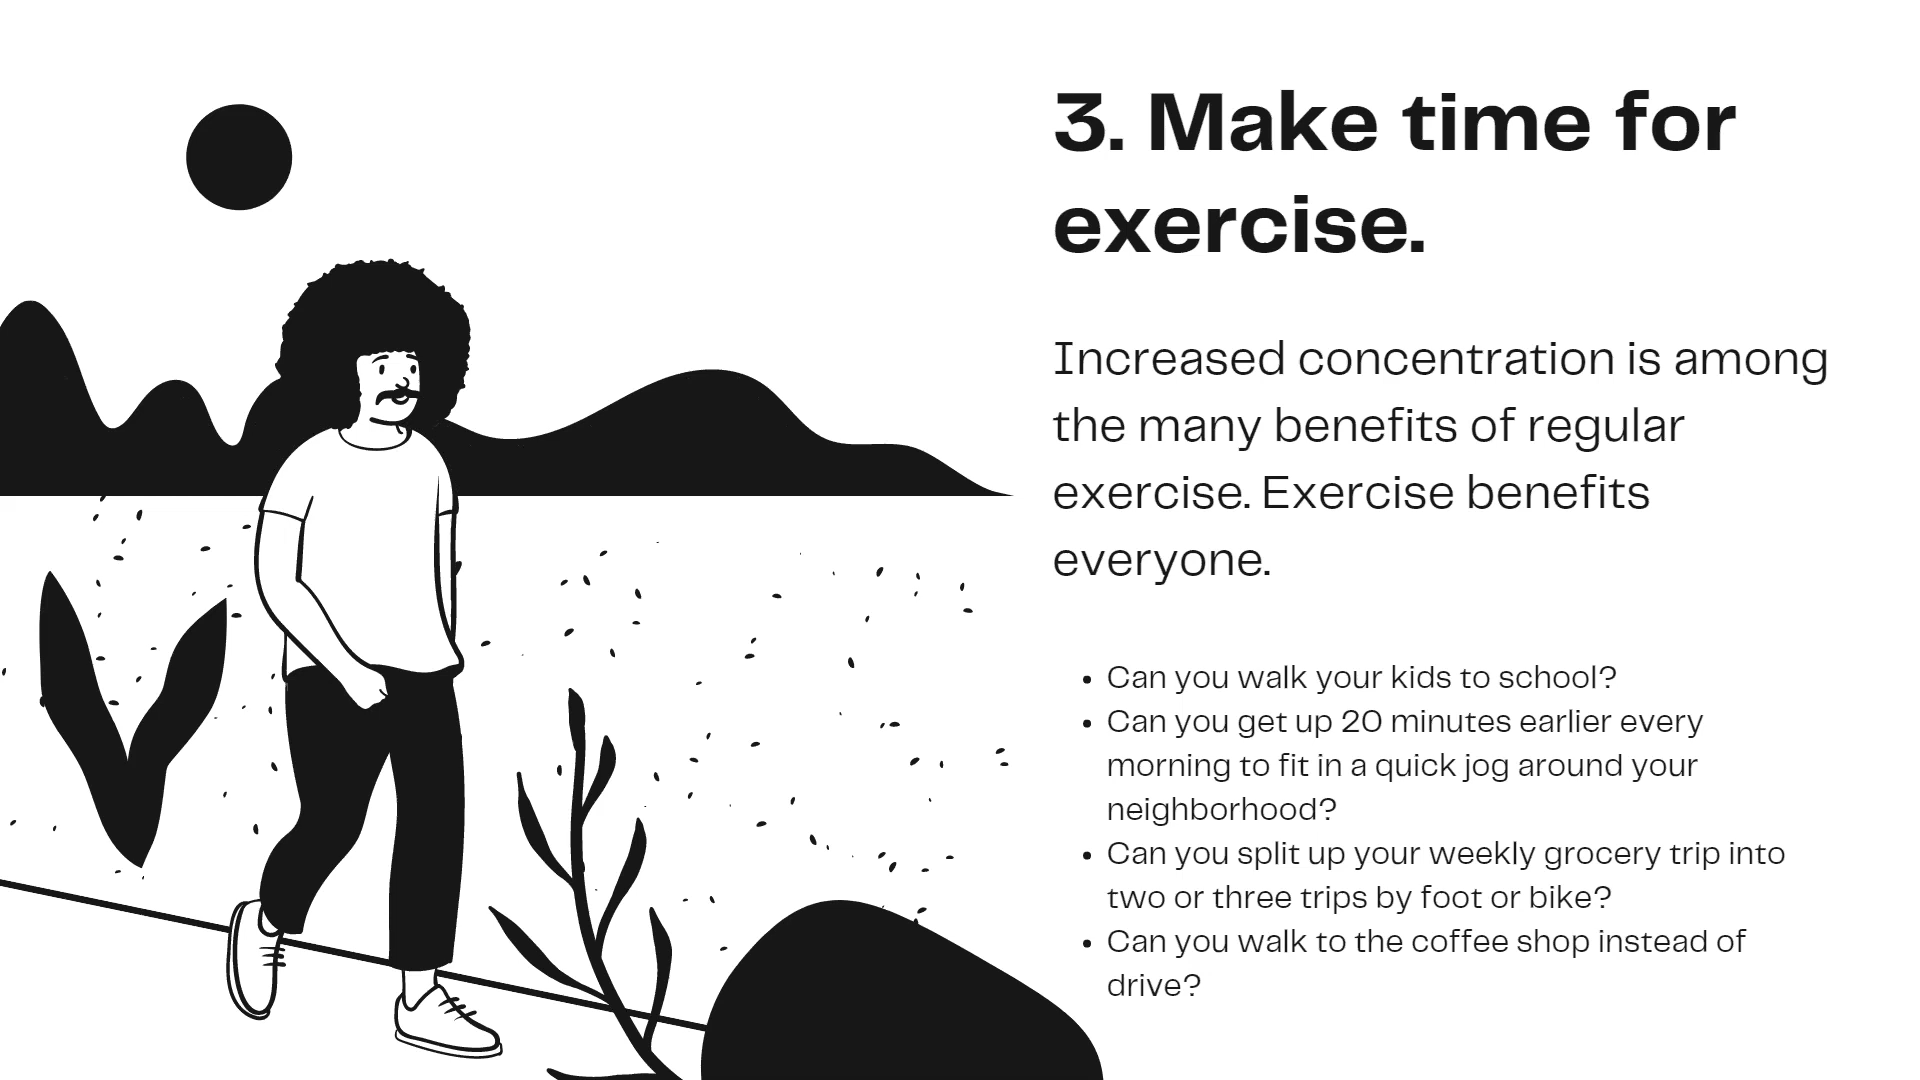 3. Make time for
exercise.
Increased concentration is among
the many benefits of regular
exercise. Exercise benefits
everyone.
• Can you walk your kids to school?
• Can you get up 20 minutes earlier every
morning to fit in a quick jog around your
neighborhood?
• Can you split up your weekly grocery trip into
two or three trips by foot or bike?
• Can you walk to the coffee shop instead of
drive?